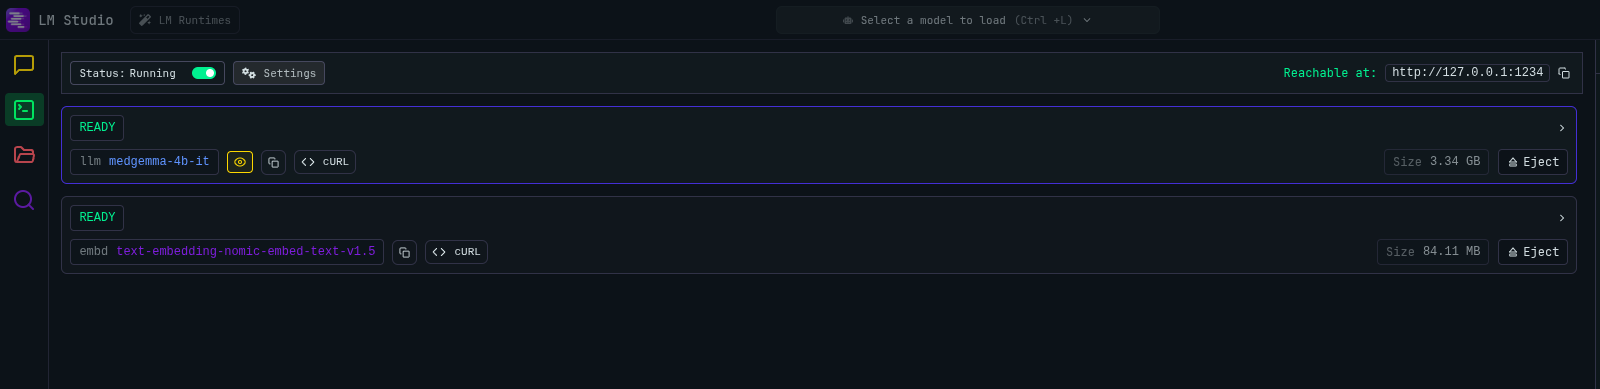 LM Studio LM Runtimes Select a model to load (Ctrl +L)
Status: Running Settings Reachable at: http://127.0.0.1:1234
READY
llm medgemma-4b-it cURL Size 3.34 GB Eject
READY
embd text-embedding-nomic-embed-text-v1.5 cURL Size 84.11 MB Eject